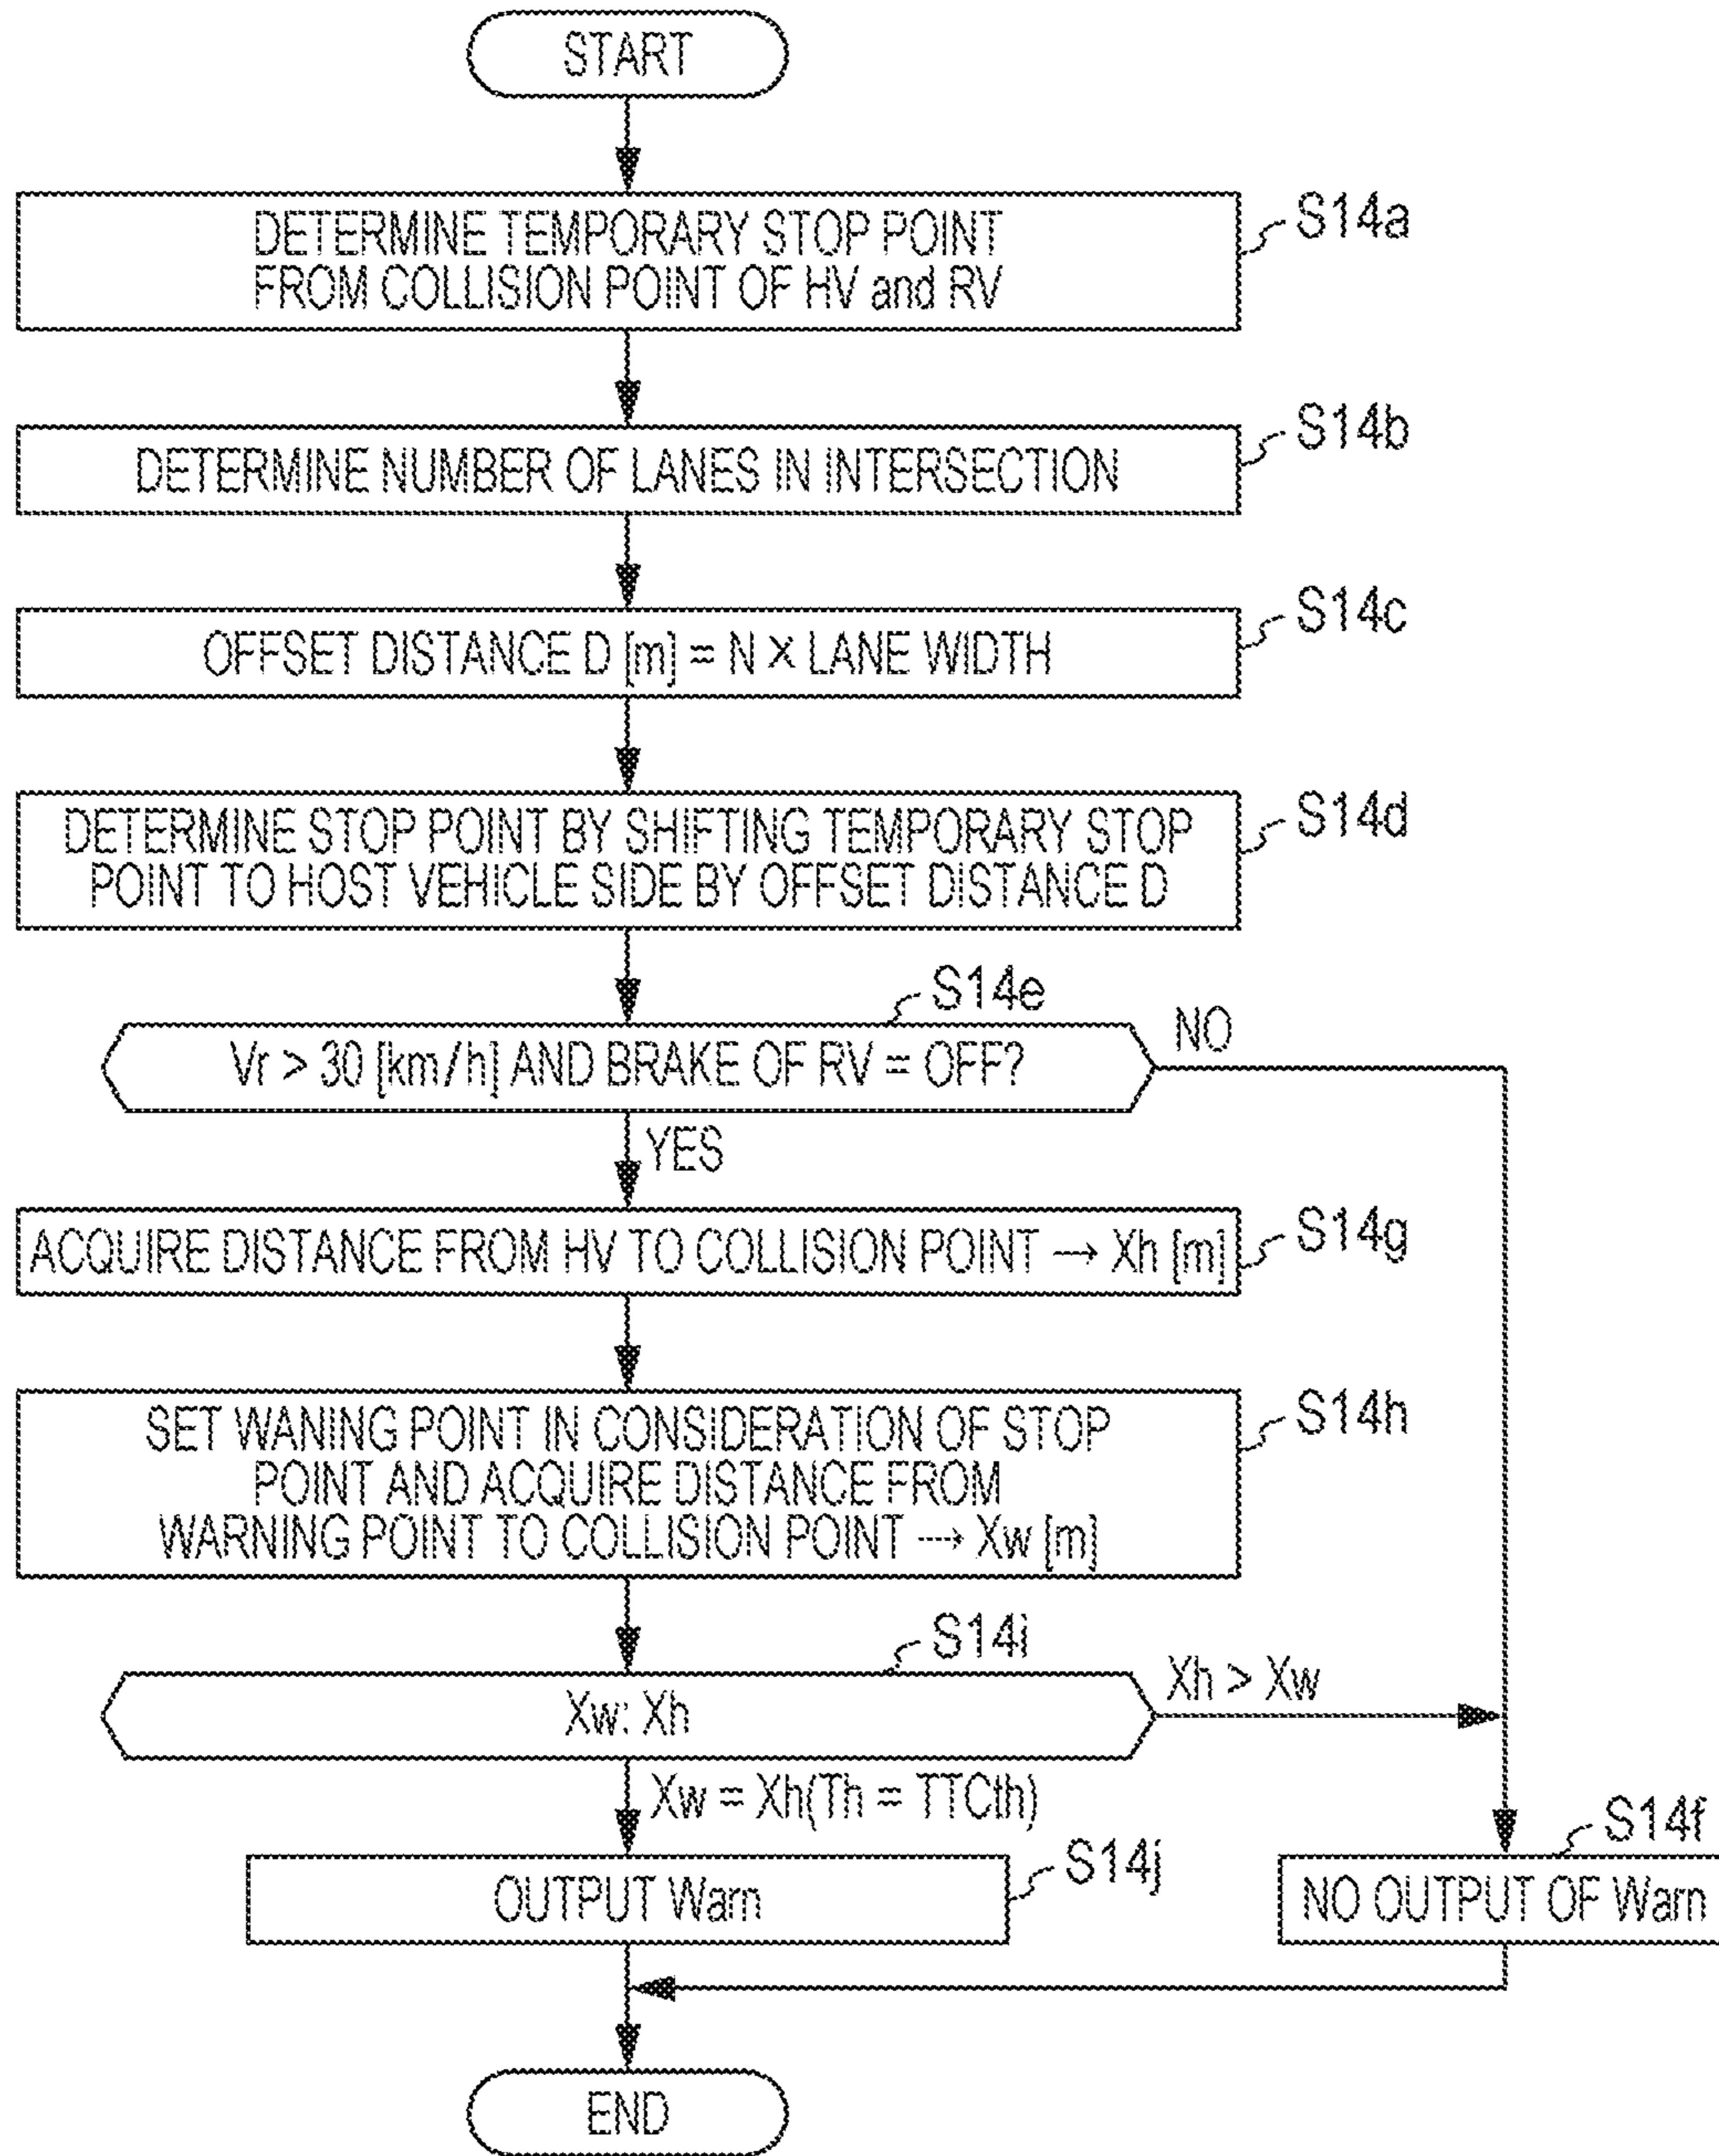 START
DETERMINE TEMPORARY STOP POINT
FROM COLLISION POINT OF HV and RV
S14a
DETERMINE NUMBER OF LANES IN INTERSECTION
S14b
OFFSET DISTANCE D [m] = N × LANE WIDTH
S14c
DETERMINE STOP POINT BY SHIFTING TEMPORARY STOP
POINT TO HOST VEHICLE SIDE BY OFFSET DISTANCE D
S14d
S14e
Vr > 30 [km/h] AND BRAKE OF RV = OFF?
NO
YES
ACQUIRE DISTANCE FROM HV TO COLLISION POINT → Xh [m]
S14g
SET WANING POINT IN CONSIDERATION OF STOP
POINT AND ACQUIRE DISTANCE FROM
WARNING POINT TO COLLISION POINT → Xw [m]
S14h
S14i
Xw: Xh
Xh > Xw
Xw = Xh(Th = TTCth)
OUTPUT Warn
S14j
S14f
NO OUTPUT OF Warn
END